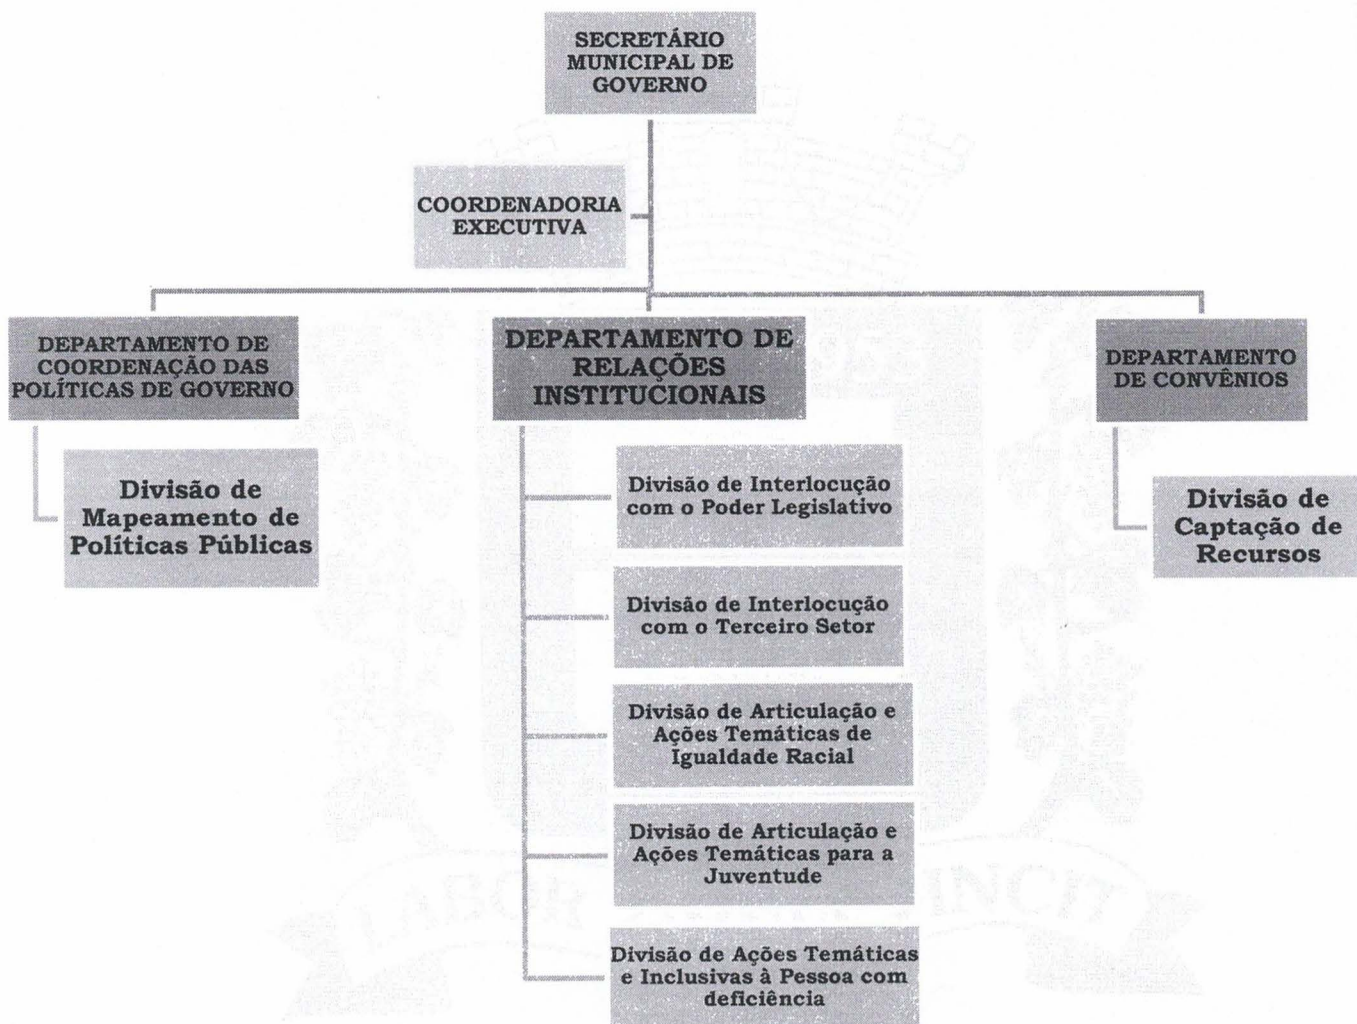 SECRETÁRIO
MUNICIPAL DE
GOVERNO
COORDENADORIA
EXECUTIVA
DEPARTAMENTO DE
COORDENAÇÃO DAS
POLÍTICAS DE GOVERNO
Divisão de
Mapeamento de
Políticas Públicas
DEPARTAMENTO DE
RELAÇÕES
INSTITUCIONAIS
Divisão de Interlocução
com o Poder Legislativo
Divisão de Interlocução
com o Terceiro Setor
Divisão de Articulação e
Ações Temáticas de
Igualdade Racial
Divisão de Articulação e
Ações Temáticas para a
Juventude
Divisão de Ações Temáticas
e Inclusivas à Pessoa com
deficiência
DEPARTAMENTO
DE CONVÊNIOS
Divisão de
Captação de
Recursos
LABOR